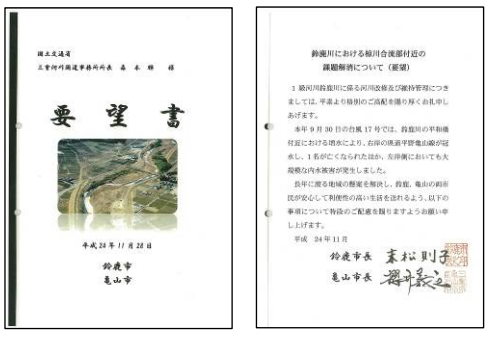 国土交通省
三重河川国道事務所所長 様
要望書
平成24年11月28日
鈴鹿市
亀山市
鈴鹿川における椋川合流部付近の
課題解消について（要望）
1級河川鈴鹿川に係る河川改修及び維持管理につき
ましては、平素より格別のご高配を賜り厚くお礼申し
あげます。
本年9月30日の台風17号では、鈴鹿川の平和橋
付近における増水により、右岸の県道平野亀山線が冠
水し、1名が亡くなられたほか、左岸側においても大
規模な内水被害が発生しました。
長年に渡る地域の懸案を解決し、鈴鹿、亀山の両市
民が安心して利便性の高い生活を送れるよう、以下の
事項について特段のご配慮を賜りますようお願い申
し上げます。
平成 24年11月
鈴鹿市長 末松則子
亀山市長 櫻井義之